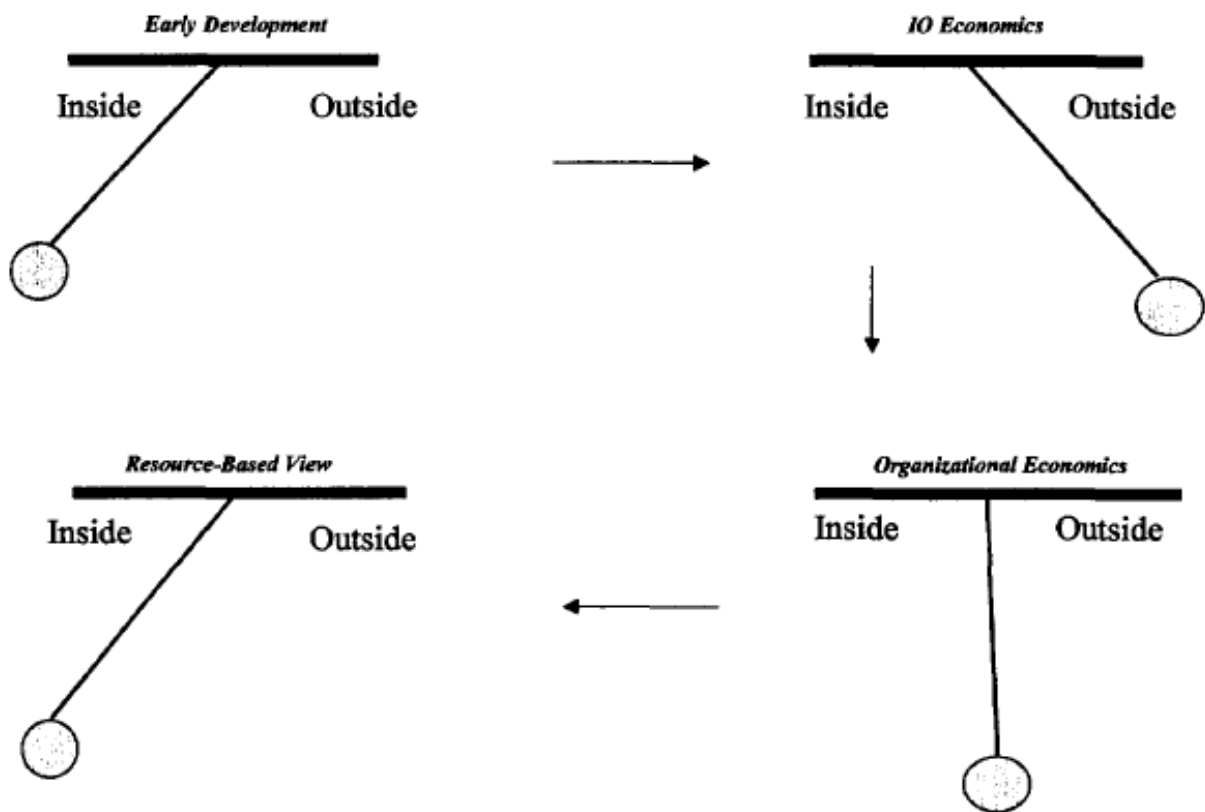 Early Development
Inside
Outside
IO Economics
Inside
Outside
Resource-Based View
Inside
Outside
Organizational Economics
Inside
Outside